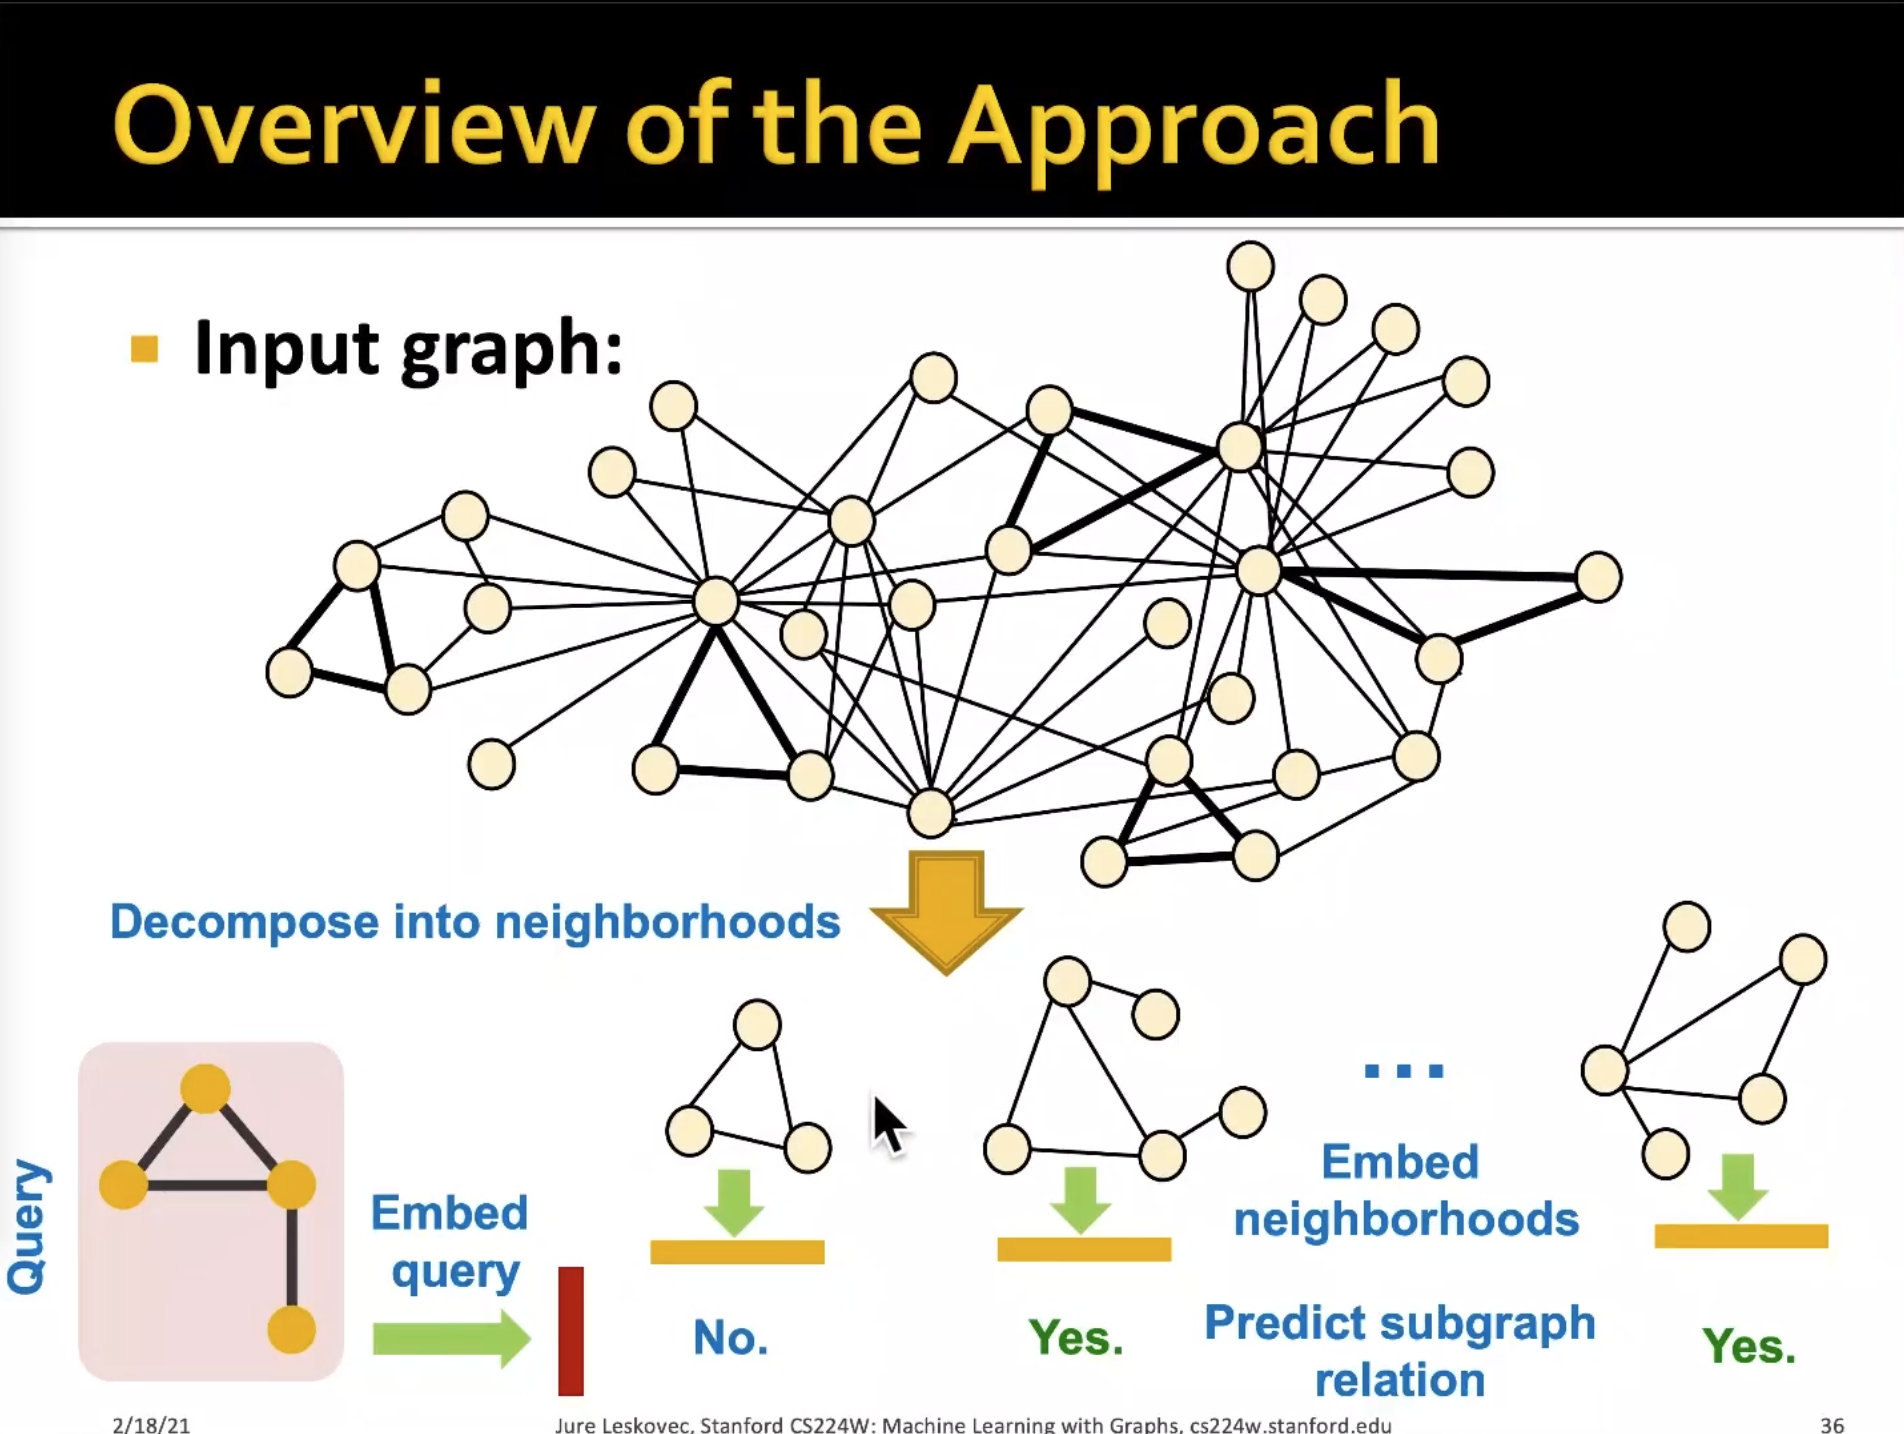 Overview of the Approach
Input graph:
Decompose into neighborhoods
Query
Embed
query
...
Embed
neighborhoods
No.
Yes.
Predict subgraph
relation
Yes.
2/18/21
Jure Leskovec, Stanford CS224W: Machine Learning with Graphs, cs224w.stanford.edu
36